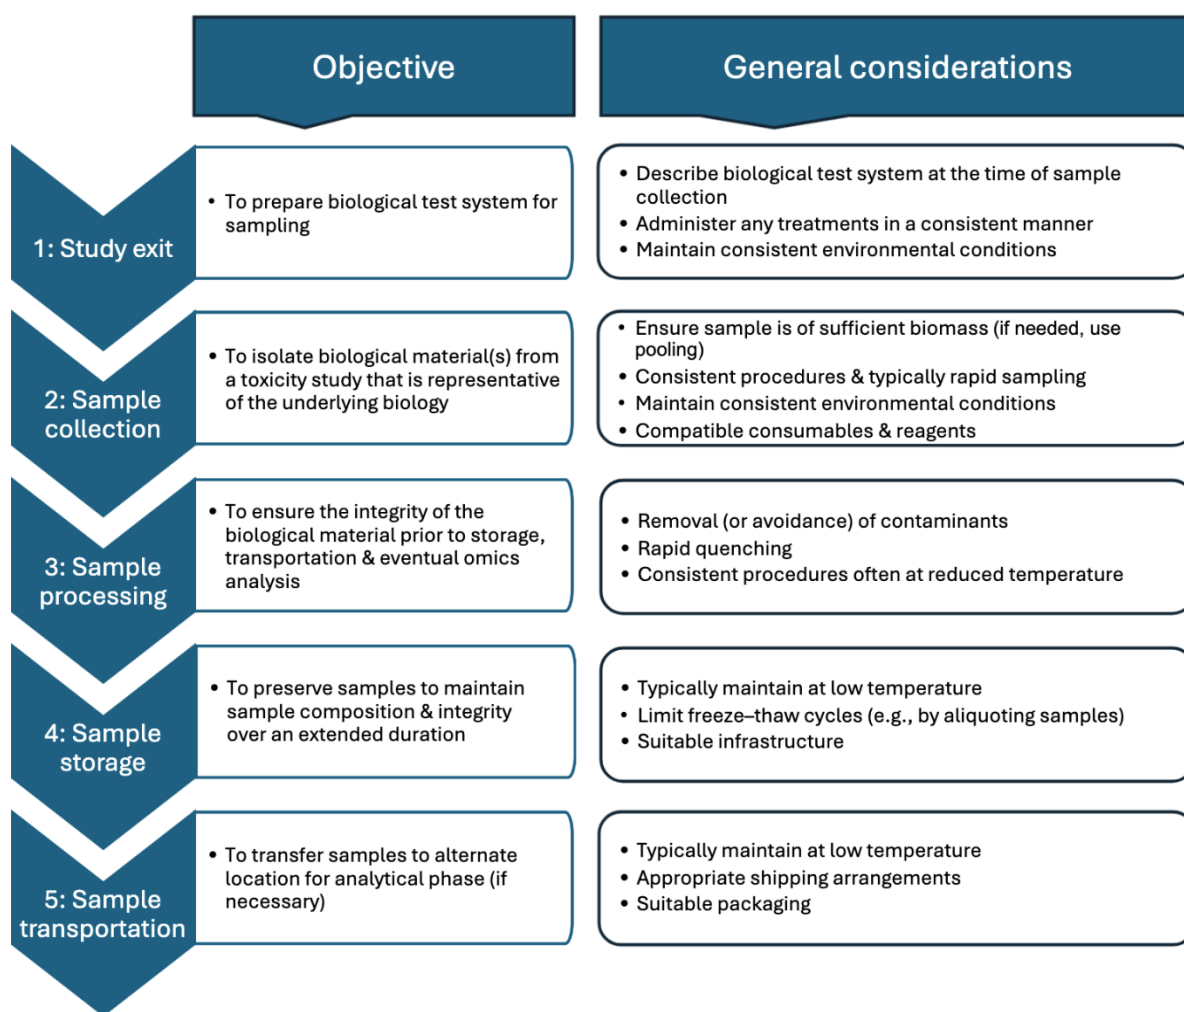 Objective
General considerations
1: Study exit
• To prepare biological test system for
sampling
• Describe biological test system at the time of sample
collection
• Administer any treatments in a consistent manner
• Maintain consistent environmental conditions
2: Sample
collection
• To isolate biological material(s) from
a toxicity study that is representative
of the underlying biology
• Ensure sample is of sufficient biomass (if needed, use
pooling)
• Consistent procedures & typically rapid sampling
• Maintain consistent environmental conditions
• Compatible consumables & reagents
3: Sample
processing
• To ensure the integrity of the
biological material prior to storage,
transportation & eventual omics
analysis
• Removal (or avoidance) of contaminants
• Rapid quenching
• Consistent procedures often at reduced temperature
4: Sample
storage
• To preserve samples to maintain
sample composition & integrity
over an extended duration
• Typically maintain at low temperature
• Limit freeze–thaw cycles (e.g., by aliquoting samples)
• Suitable infrastructure
5: Sample
transportation
• To transfer samples to alternate
location for analytical phase (if
necessary)
• Typically maintain at low temperature
• Appropriate shipping arrangements
• Suitable packaging